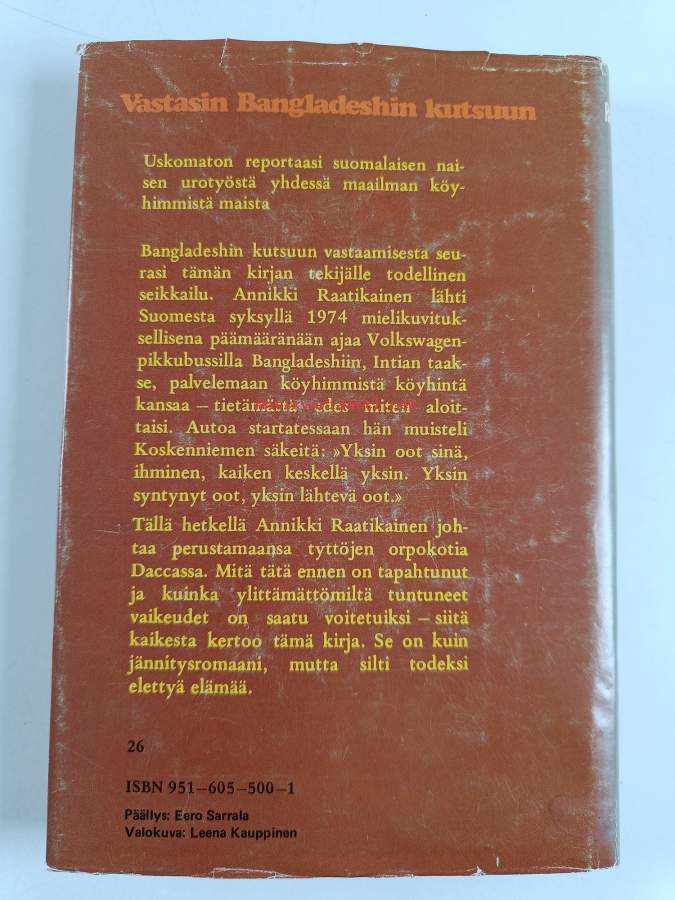 Vastasin Bangladeshin kutsuun
Uskomaton reportaasi suomalaisen nai-
sen urotyöstä yhdessä maailman köy-
himmistä maista
Bangladeshin kutsuun vastaamisesta seu-
rasi tämän kirjan tekijälle todellinen
seikkailu. Annikki Raatikainen lähti
Suomesta syksyllä 1974 mielikuvituk-
sellisena päämääränään ajaa Volkswagen-
pikkubussilla Bangladeshiin, Intian taak-
se, palvelemaan köyhimmistä köyhintä
kansaa – tietämättä edes miten aloit-
taisi. Autoa startatessaan hän muisteli
Koskenniemen säkeitä: »Yksin oot sinä,
ihminen, kaiken keskellä yksin. Yksin
syntynyt oot, yksin lähtevä oot.»
Tällä hetkellä Annikki Raatikainen joh-
taa perustamaansa tyttöjen orpokotia
Daccassa. Mitä tätä ennen on tapahtunut
ja kuinka ylittämättömiltä tuntuneet
vaikeudet on saatu voitetuiksi – siitä
kaikesta kertoo tämä kirja. Se on kuin
jännitysromaani, mutta silti todeksi
elettyä elämää.
26
ISBN 951–605–500–1
Päällys: Eero Sarrala
Valokuva: Leena Kauppinen